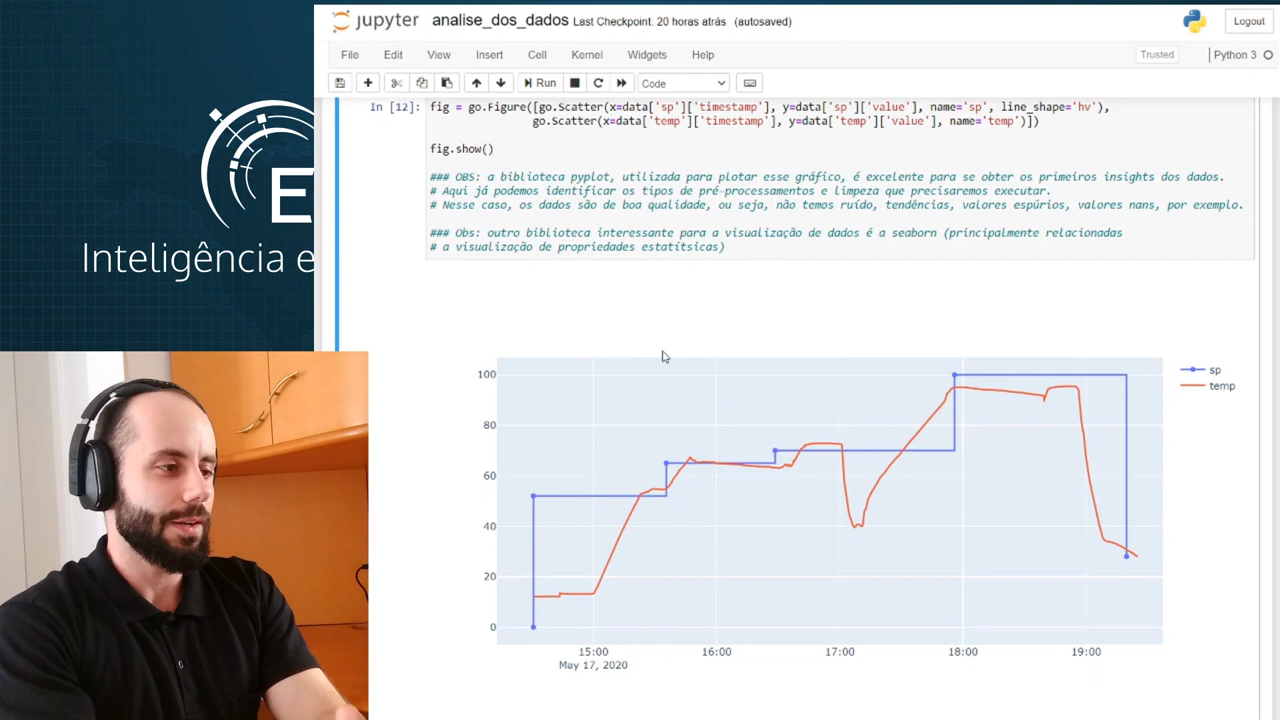 jupyter analise_dos_dados Last Checkpoint: 20 horas atrás (autosaved) Logout
File Edit View Insert Cell Kernel Widgets Help Trusted Python 3
Run Code
In [12]: fig = go.Figure([go.Scatter(x=data['sp']['timestamp'], y=data['sp']['value'], name='sp', line_shape='hv'),
go.Scatter(x=data['temp']['timestamp'], y=data['temp']['value'], name='temp')])
fig.show()
### OBS: a biblioteca pyplot, utilizada para plotar esse gráfico, é excelente para se obter os primeiros insights dos dados.
# Aqui já podemos identificar os tipos de pré-processamentos e limpeza que precisaremos executar.
# Nesse caso, os dados são de boa qualidade, ou seja, não temos ruído, tendências, valores espúrios, valores nans, por exemplo.
### Obs: outro biblioteca interessante para a visualização de dados é a seaborn (principalmente relacionadas
# a visualização de propriedades estatítsicas)
E
Inteligência e
100
80
60
40
20
0
15:00 16:00 17:00 18:00 19:00
May 17, 2020
sp
temp